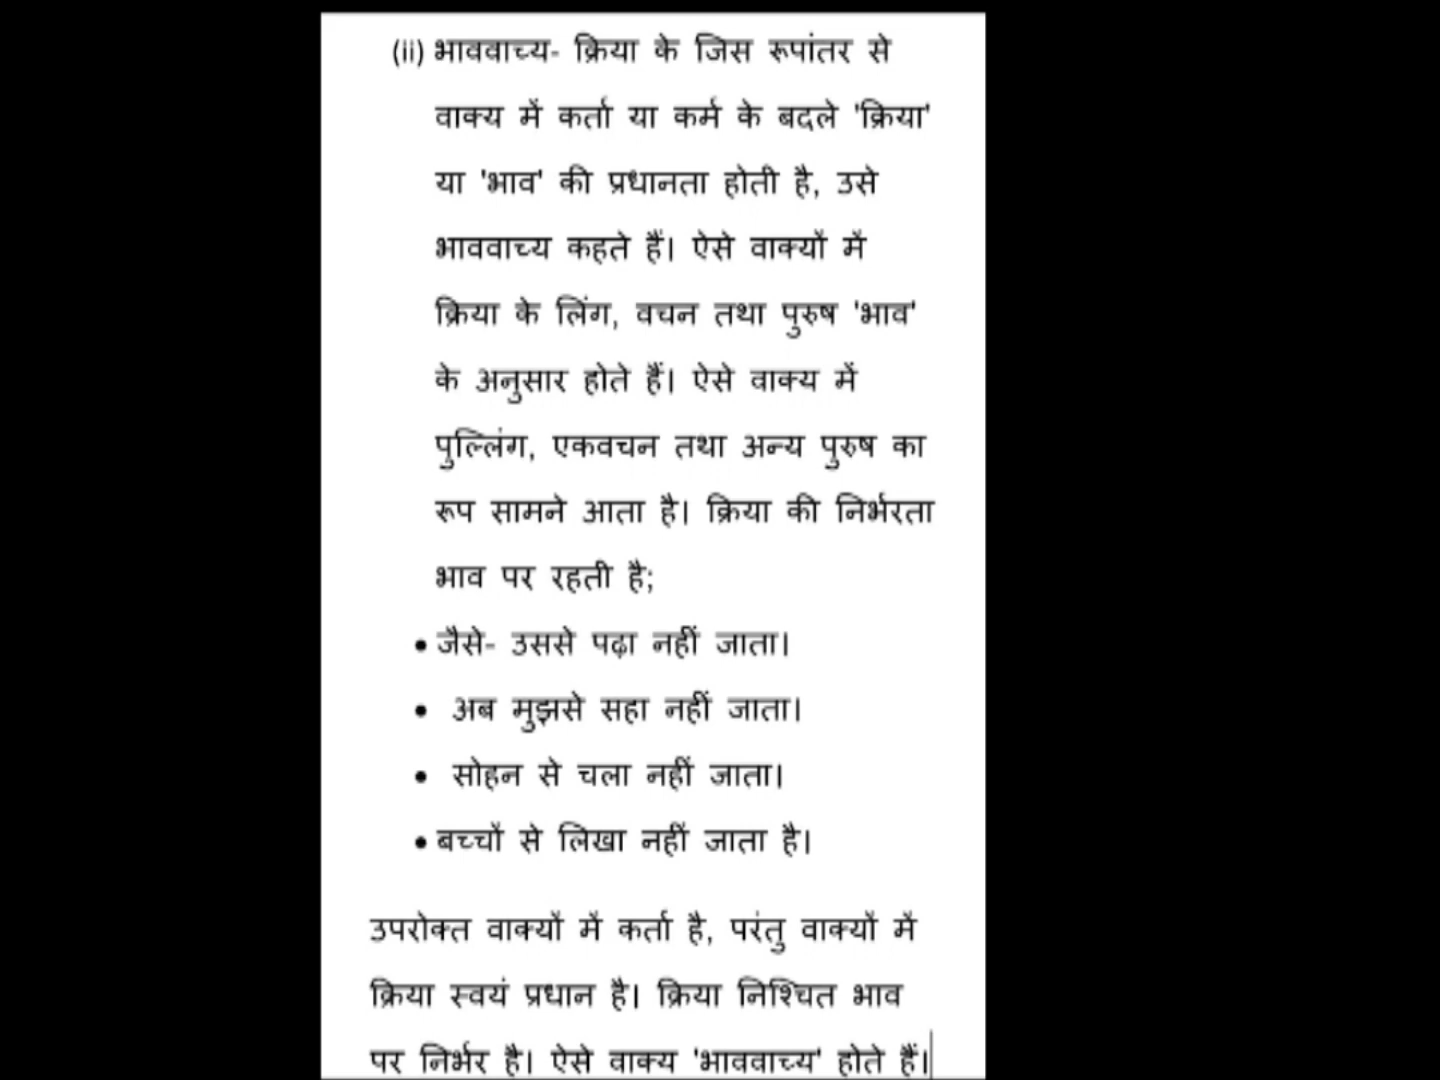 (ii) भाववाच्य- क्रिया के जिस रूपांतर से
वाक्य में कर्ता या कर्म के बदले 'क्रिया'
या 'भाव' की प्रधानता होती है, उसे
भाववाच्य कहते हैं। ऐसे वाक्यों में
क्रिया के लिंग, वचन तथा पुरुष 'भाव'
के अनुसार होते हैं। ऐसे वाक्य में
पुल्लिंग, एकवचन तथा अन्य पुरुष का
रूप सामने आता है। क्रिया की निर्भरता
भाव पर रहती है;
• जैसे- उससे पढ़ा नहीं जाता।
• अब मुझसे सहा नहीं जाता।
• सोहन से चला नहीं जाता।
• बच्चों से लिखा नहीं जाता है।
उपरोक्त वाक्यों में कर्ता है, परंतु वाक्यों में
क्रिया स्वयं प्रधान है। क्रिया निश्चित भाव
पर निर्भर है। ऐसे वाक्य 'भाववाच्य' होते हैं।